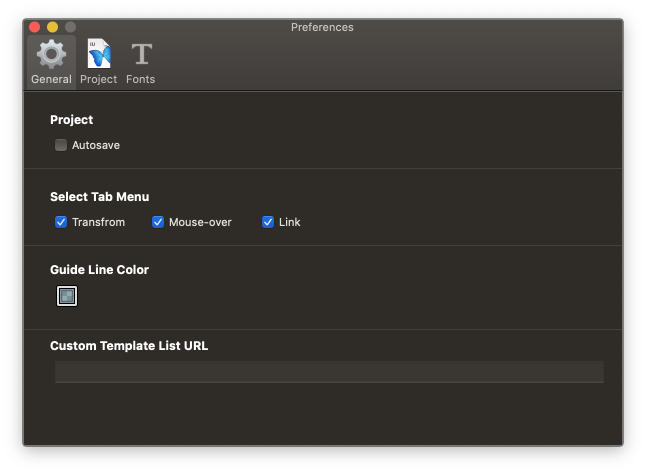 Preferences
General Project Fonts
Project
Autosave
Select Tab Menu
Transfrom Mouse-over Link
Guide Line Color
Custom Template List URL